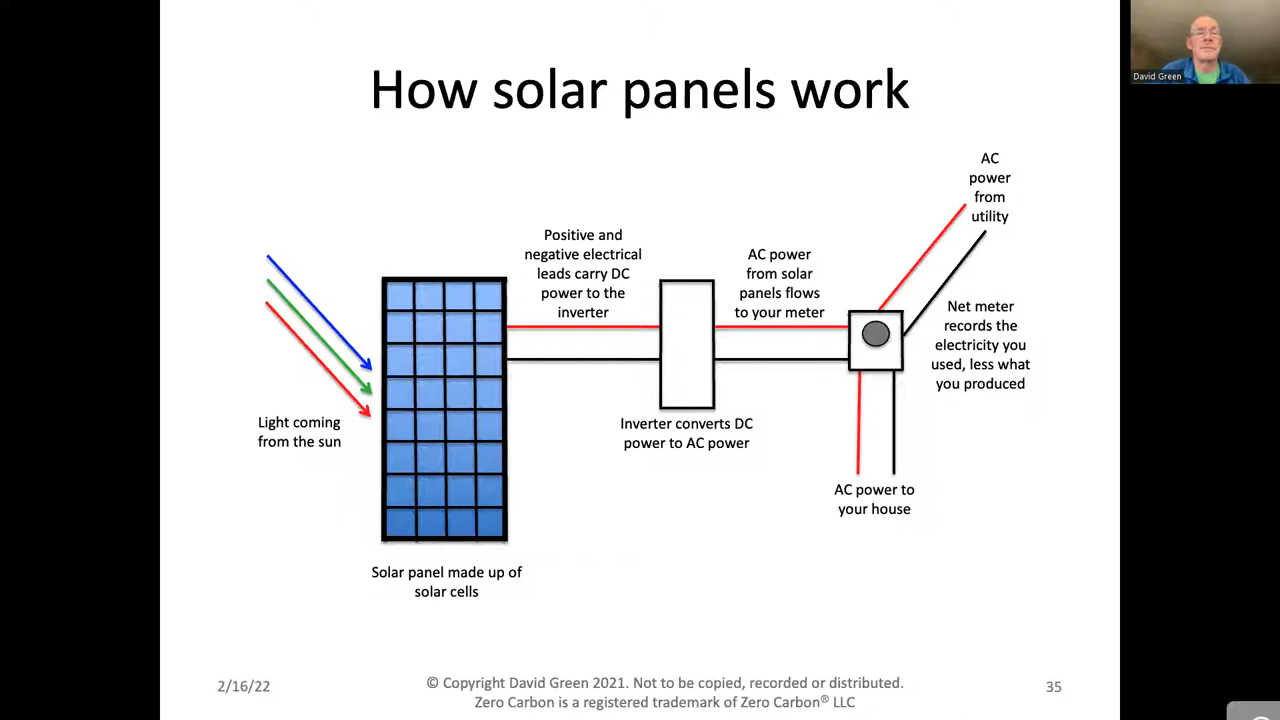 How solar panels work
David Green
AC
power
from
utility
Positive and
negative electrical
leads carry DC
power to the
inverter
AC power
from solar
panels flows
to your meter
Net meter
records the
electricity you
used, less what
you produced
Light coming
from the sun
Inverter converts DC
power to AC power
AC power to
your house
Solar panel made up of
solar cells
2/16/22
© Copyright David Green 2021. Not to be copied, recorded or distributed.
Zero Carbon is a registered trademark of Zero Carbon® LLC
35